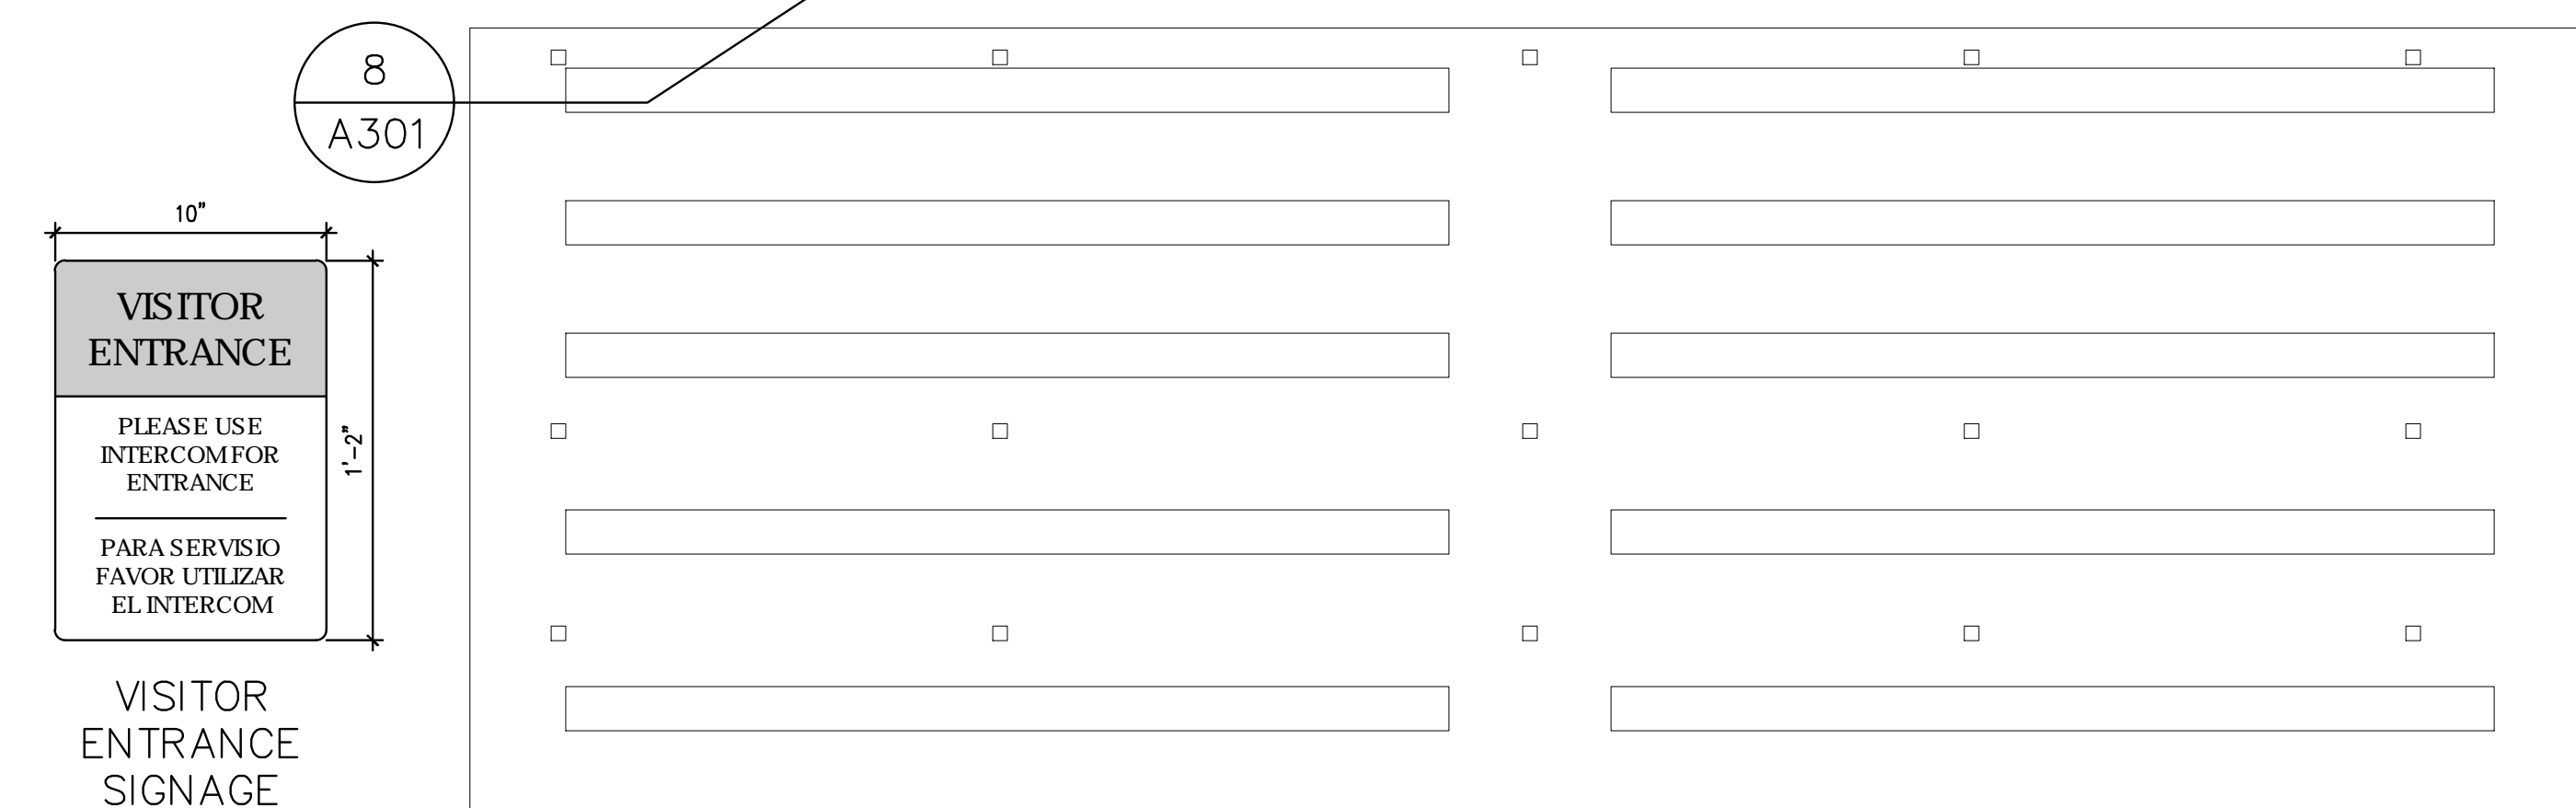 8
A301
10"
VISITOR
ENTRANCE
PLEASE USE
INTERCOM FOR
ENTRANCE
PARA SERVISIO
FAVOR UTILIZAR
EL INTERCOM
1'-2"
VISITOR
ENTRANCE
SIGNAGE